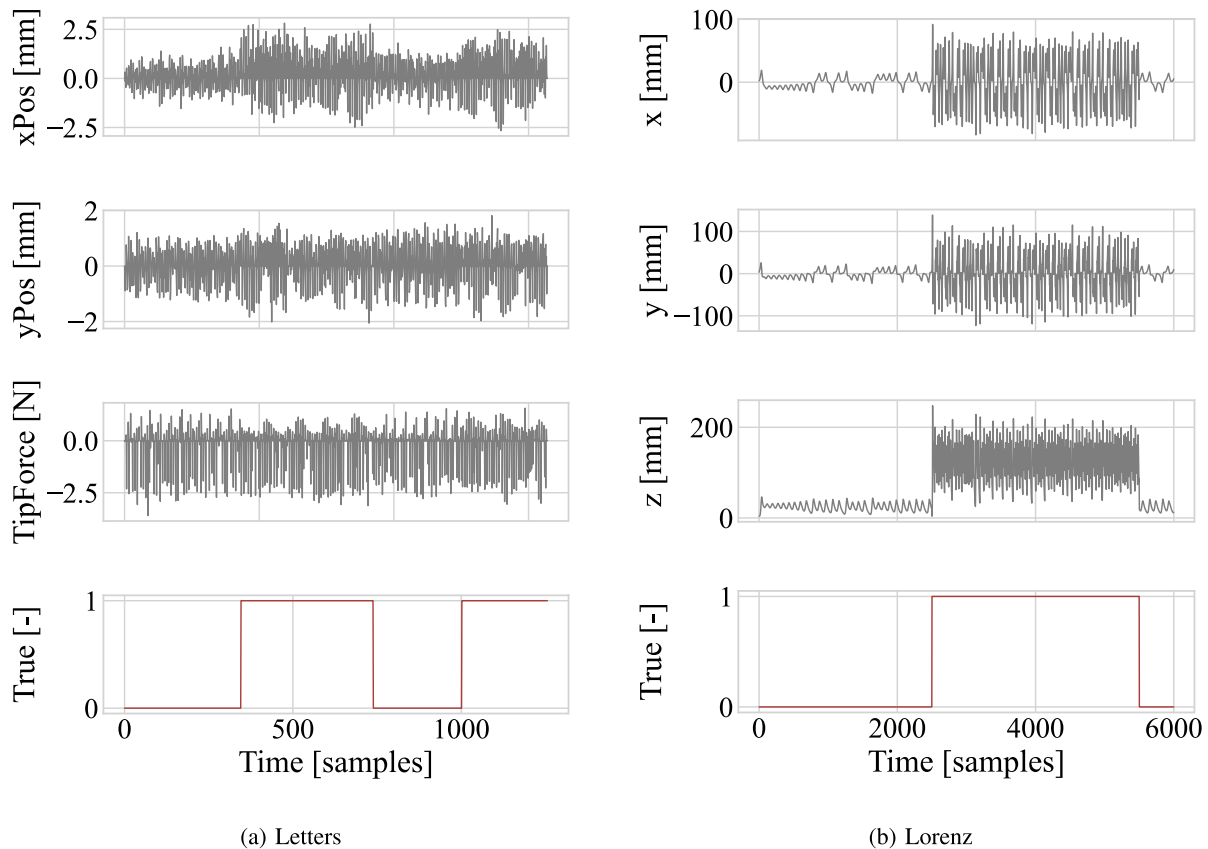 xPos [mm]
2.5
0.0
−2.5
yPos [mm]
2
0
−2
TipForce [N]
0.0
−2.5
True [-]
1
0
0 500 1000
Time [samples]
(a) Letters
x [mm]
100
0
y [mm]
100
0
−100
z [mm]
200
0
True [-]
1
0
0 2000 4000 6000
Time [samples]
(b) Lorenz